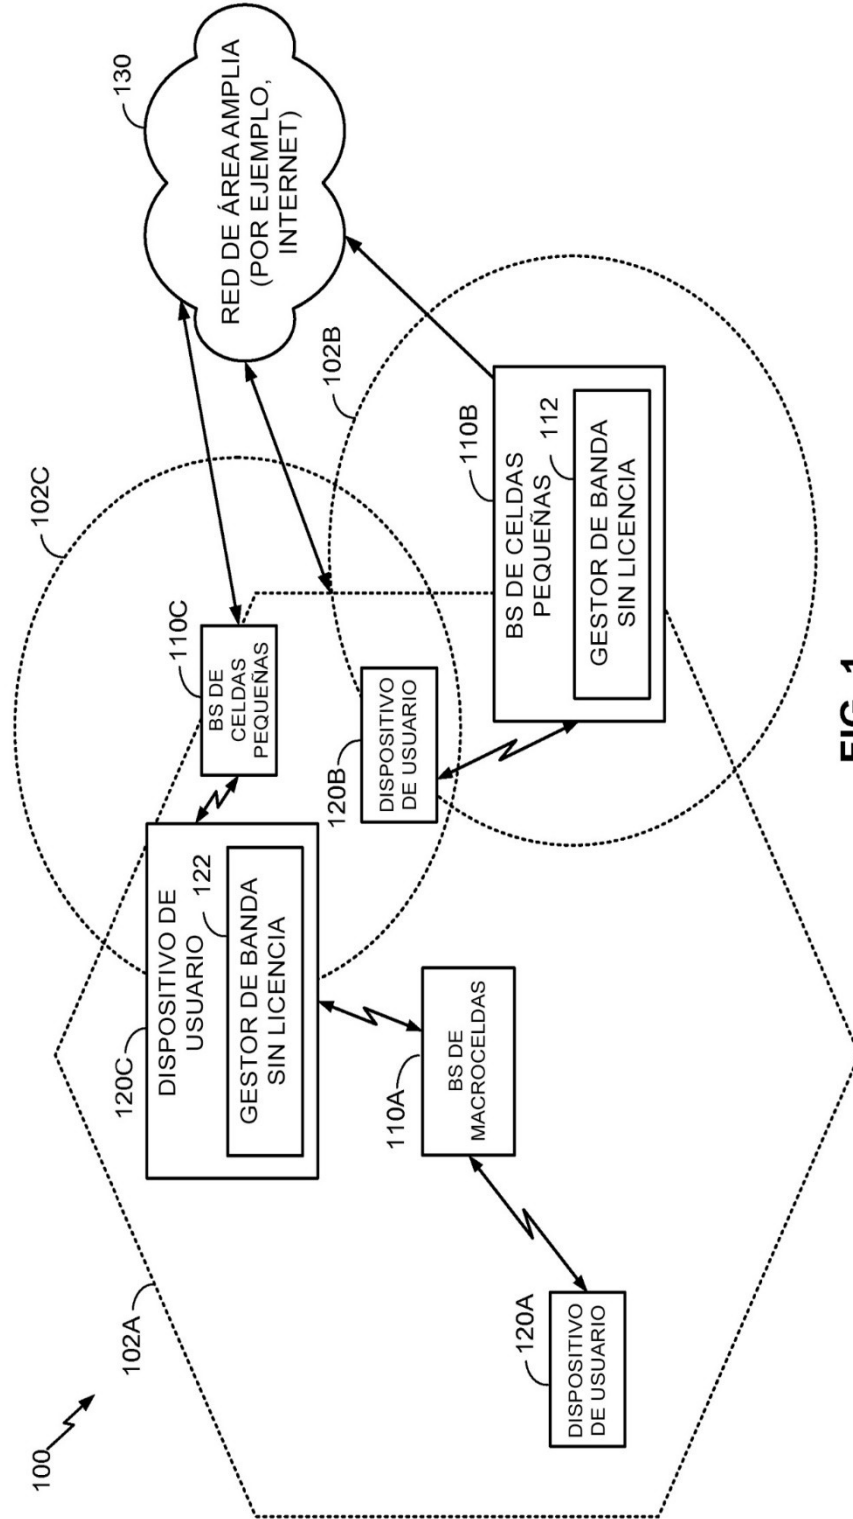 100
102C
102A
120C
DISPOSITIVO DE
USUARIO
122
GESTOR DE BANDA
SIN LICENCIA
110C
BS DE
CELDAS
PEQUEÑAS
130
RED DE ÁREA AMPLIA
(POR EJEMPLO,
INTERNET)
102B
120B
DISPOSITIVO
DE USUARIO
110A
BS DE
MACROCELDAS
110B
BS DE CELDAS
PEQUEÑAS
112
GESTOR DE BANDA
SIN LICENCIA
120A
DISPOSITIVO
DE USUARIO
FIG. 1